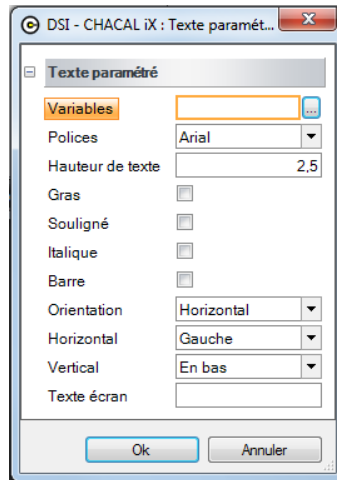 DSI - CHACAL iX : Texte paramét...
Texte paramétré
Variables ...
Polices Arial
Hauteur de texte 2,5
Gras
Souligné
Italique
Barre
Orientation Horizontal
Horizontal Gauche
Vertical En bas
Texte écran
Ok Annuler